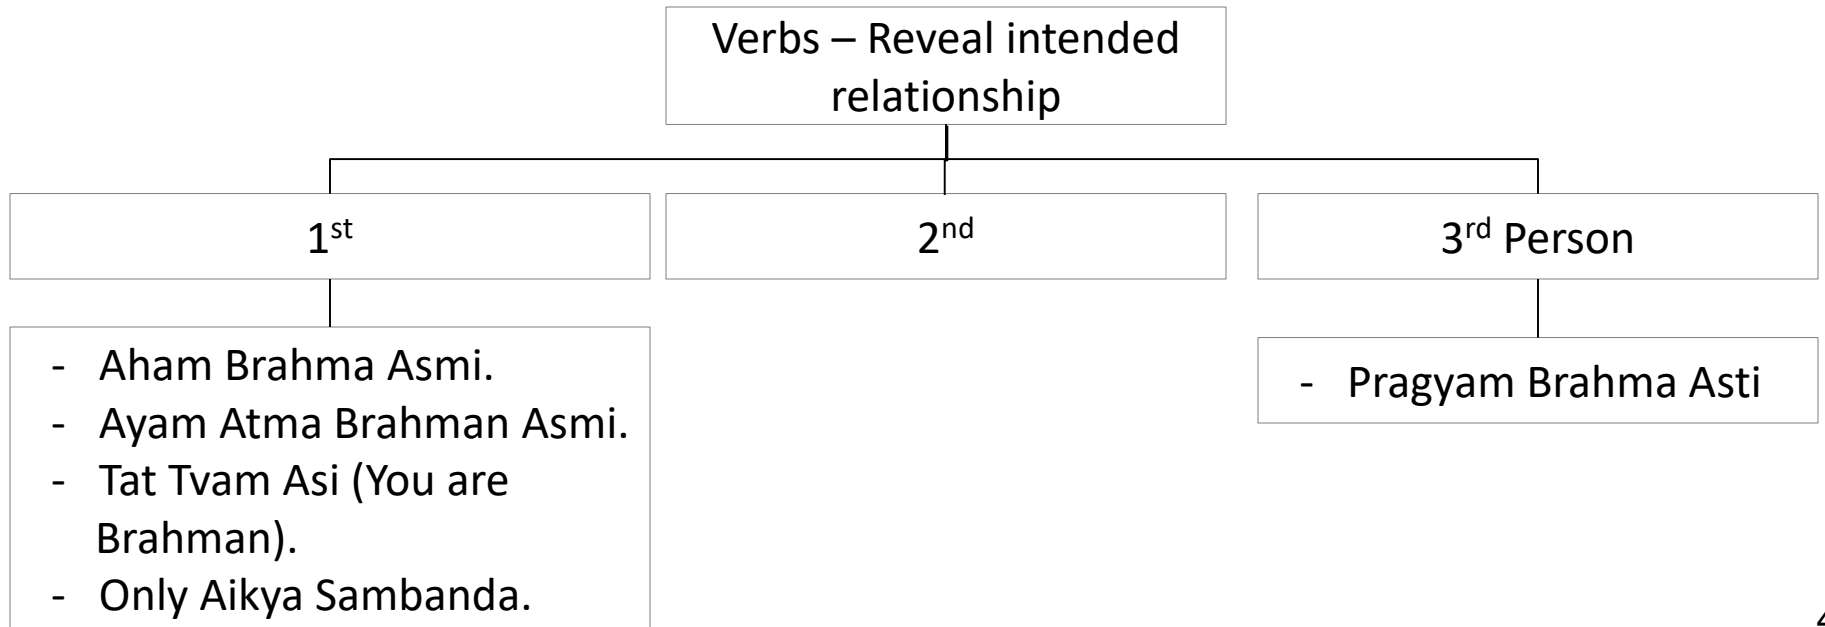 Verbs – Reveal intended
relationship
1st
2nd
3rd Person
- Aham Brahma Asmi.
- Ayam Atma Brahman Asmi.
- Tat Tvam Asi (You are
Brahman).
- Only Aikya Sambanda.
- Pragyam Brahma Asti